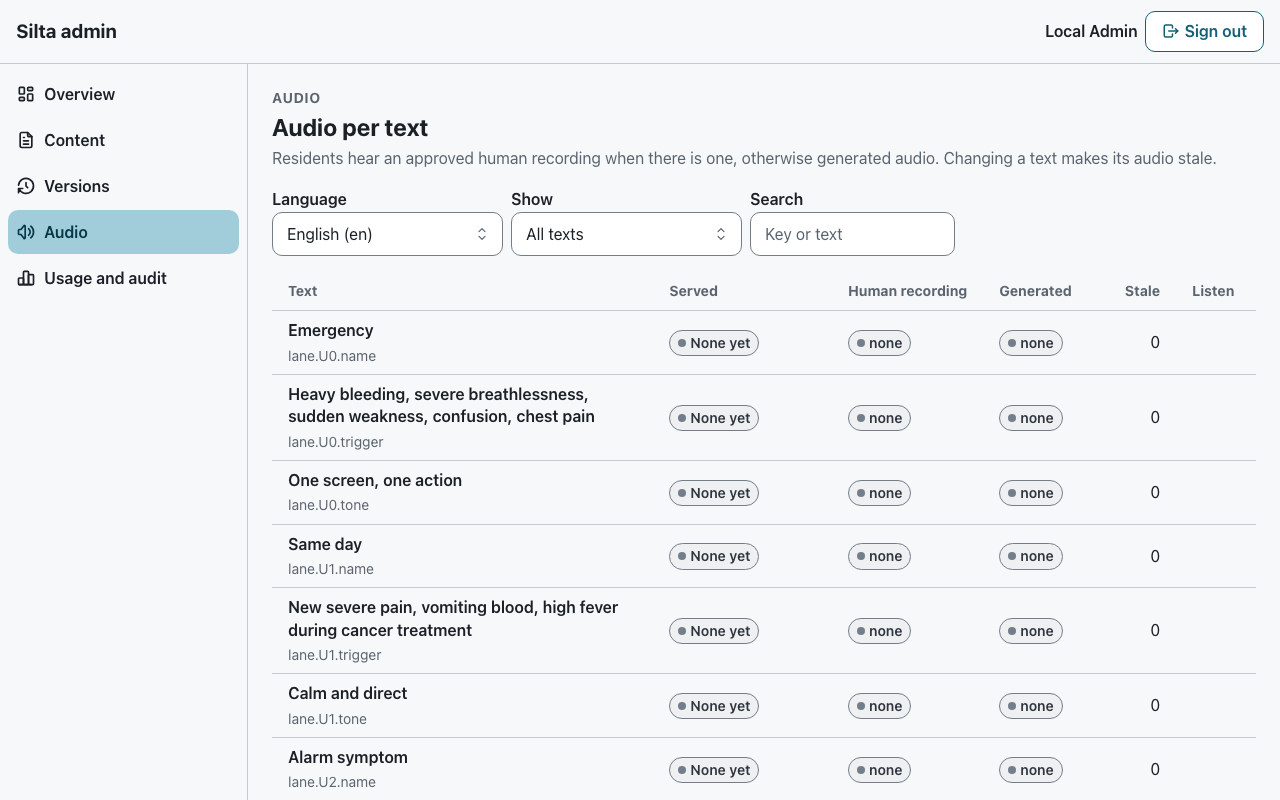 Silta admin
Local Admin
Sign out
Overview
Content
Versions
Audio
Usage and audit
AUDIO
Audio per text
Residents hear an approved human recording when there is one, otherwise generated audio. Changing a text makes its audio stale.
Language
Show
Search
English (en)
All texts
Key or text
Text Served Human recording Generated Stale Listen
Emergency
lane.U0.name
None yet none none 0
Heavy bleeding, severe breathlessness,
sudden weakness, confusion, chest pain
lane.U0.trigger
None yet none none 0
One screen, one action
lane.U0.tone
None yet none none 0
Same day
lane.U1.name
None yet none none 0
New severe pain, vomiting blood, high fever
during cancer treatment
lane.U1.trigger
None yet none none 0
Calm and direct
lane.U1.tone
None yet none none 0
Alarm symptom
lane.U2.name
None yet none none 0